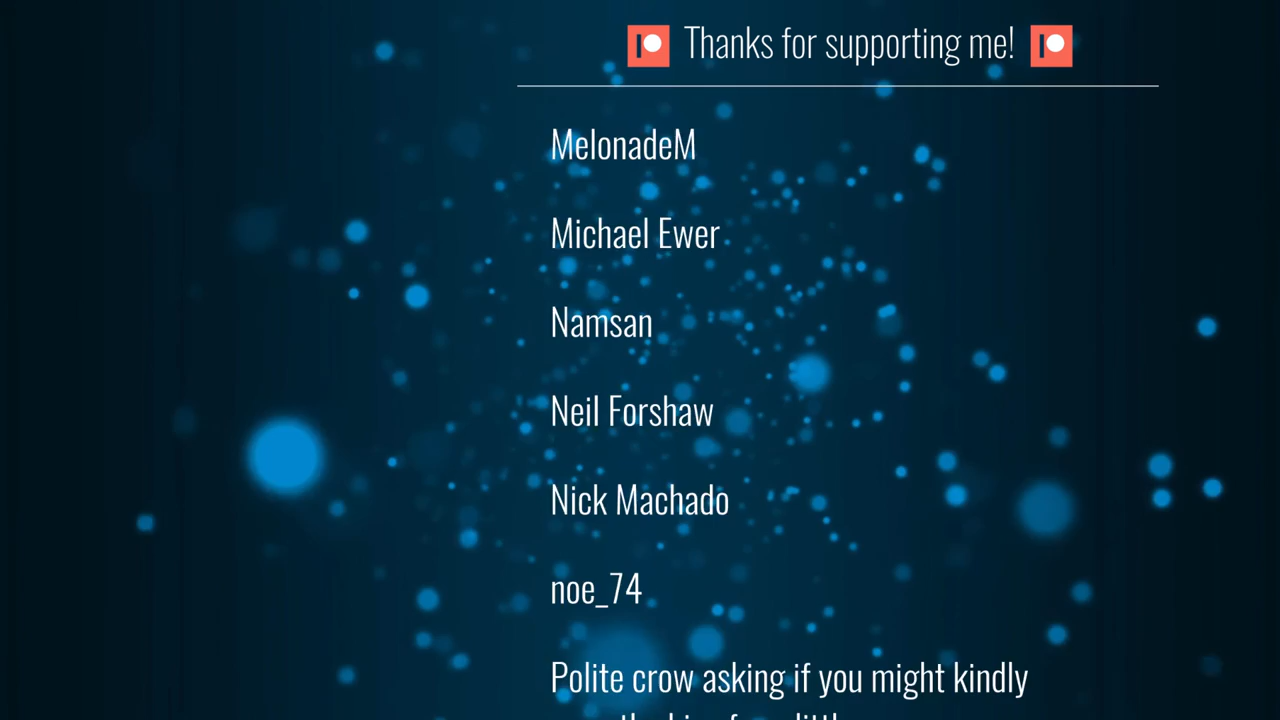 Thanks for supporting me!
MelonadeM
Michael Ewer
Namsan
Neil Forshaw
Nick Machado
noe_74
Polite crow asking if you might kindly